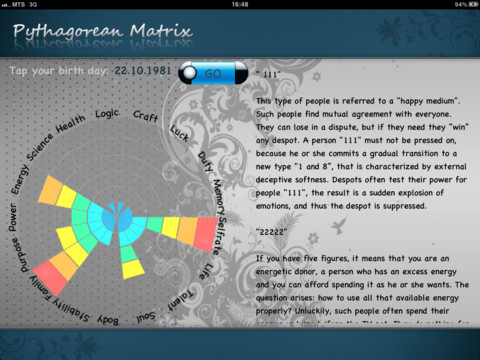 MTS 3G 16:48 94%
Pythagorean Matrix
Tap your birth day: 22.10.1981 GO
" 111"
This type of people is referred to a "happy medium".
Such people find mutual agreement with everyone.
They can lose in a dispute, but if need they "win"
any despot. A person "111" must not be pressed on,
because he or she commits a gradual transition to a
new type "1 and 8", that is characterized by external
deceptive softness. Despots often test their power for
people "111", the result is a sudden explosion of
emotions, and thus the despot is suppressed.
"22222"
If you have five figures, it means that you are an
energetic donor, a person who has an excess energy
and you can afford spending it as he or she wants. The
question arises: how to use all that available energy
properly? Unluckily, such people often spend their
Logic
Craft
Luck
Duty
Memory
Selfrate
Life
Talent
Soul
Body
Stability
Family
Purpose
Power
Energy
Science
Health